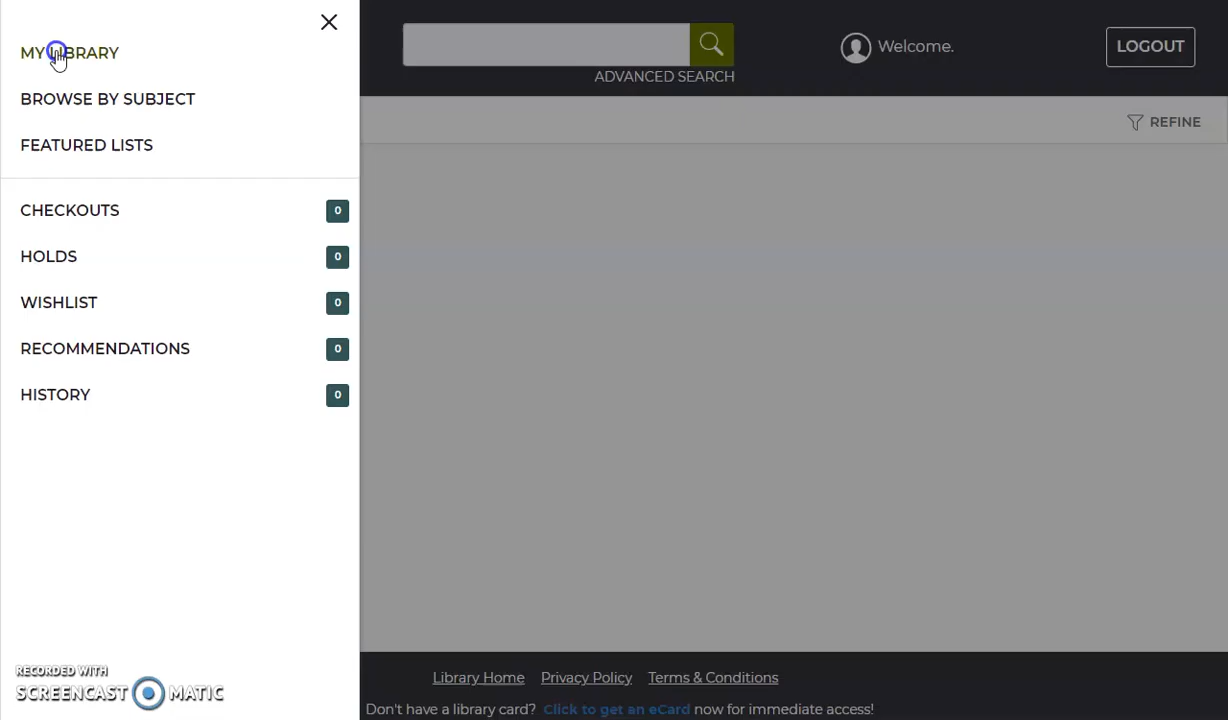 MY LIBRARY
BROWSE BY SUBJECT
FEATURED LISTS
CHECKOUTS 0
HOLDS 0
WISHLIST 0
RECOMMENDATIONS 0
HISTORY 0
RECORDED WITH
SCREENCAST MATIC
Welcome.
LOGOUT
ADVANCED SEARCH
REFINE
Library Home Privacy Policy Terms & Conditions
Don't have a library card? Click to get an eCard now for immediate access!